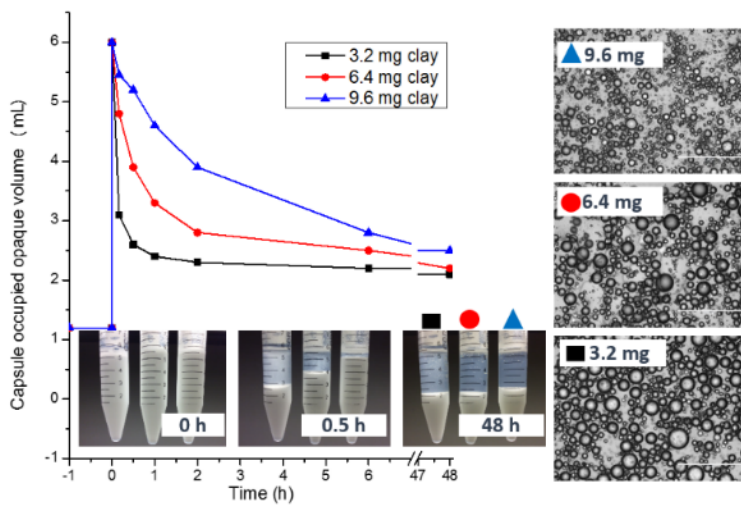 Capsule occupied opaque volume (mL)
6
5
4
3
2
1
0
-1
3.2 mg clay
6.4 mg clay
9.6 mg clay
0 h
0.5 h
48 h
-1 0 1 2 3 4 5 6 47 48
Time (h)
9.6 mg
6.4 mg
3.2 mg